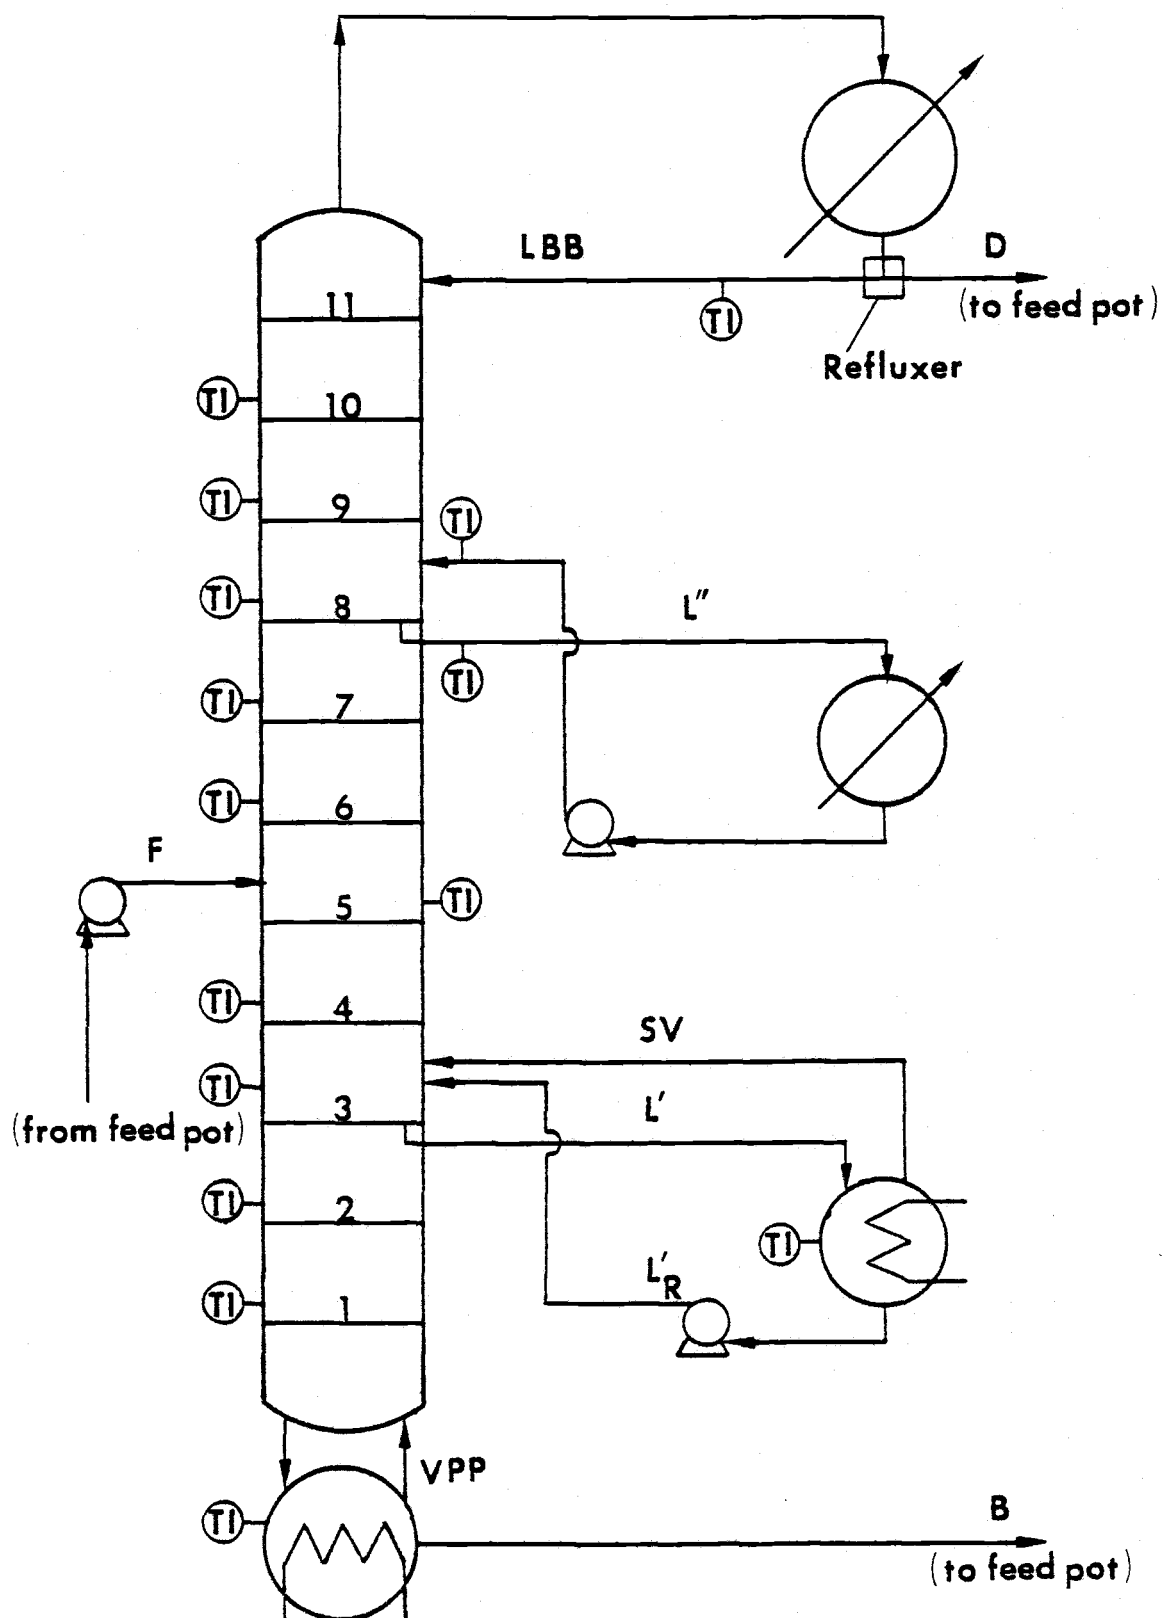 LBB
D
(to feed pot)
TI
Refluxer
11
TI
10
TI
9
TI
TI
8
L"
TI
TI
7
TI
6
F
TI
5
TI
4
SV
TI
3
L'
(from feed pot)
TI
2
TI
L'R
TI
1
VPP
TI
B
(to feed pot)